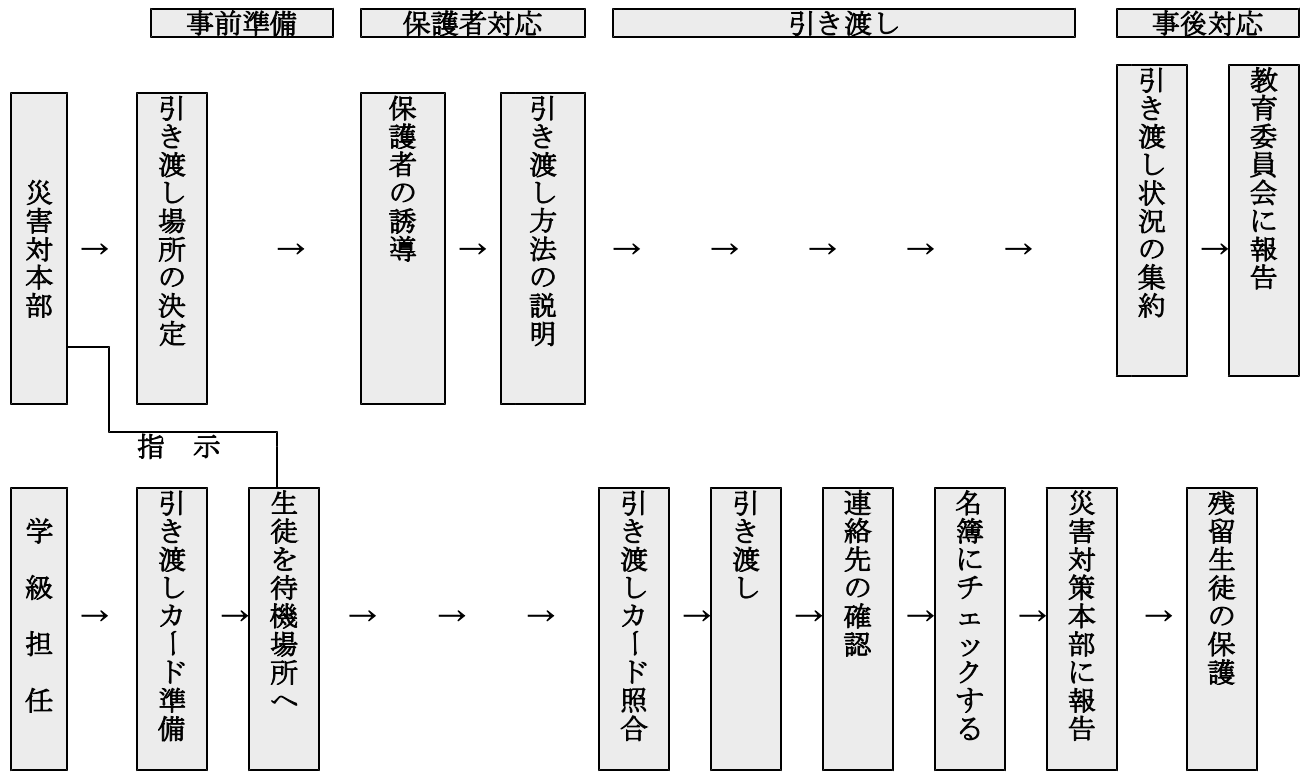 事前準備
保護者対応
引き渡し
事後対応
災害対本部
→
引き渡し場所の決定
→
保護者の誘導
→
引き渡し方法の説明
→
→
→
→
→
引き渡し状況の集約
→
教育委員会に報告
指　示
学級担任
→
引き渡しカード準備
→
生徒を待機場所へ
→
→
→
引き渡しカード照合
→
引き渡し
→
連絡先の確認
→
名簿にチェックする
→
災害対策本部に報告
→
残留生徒の保護